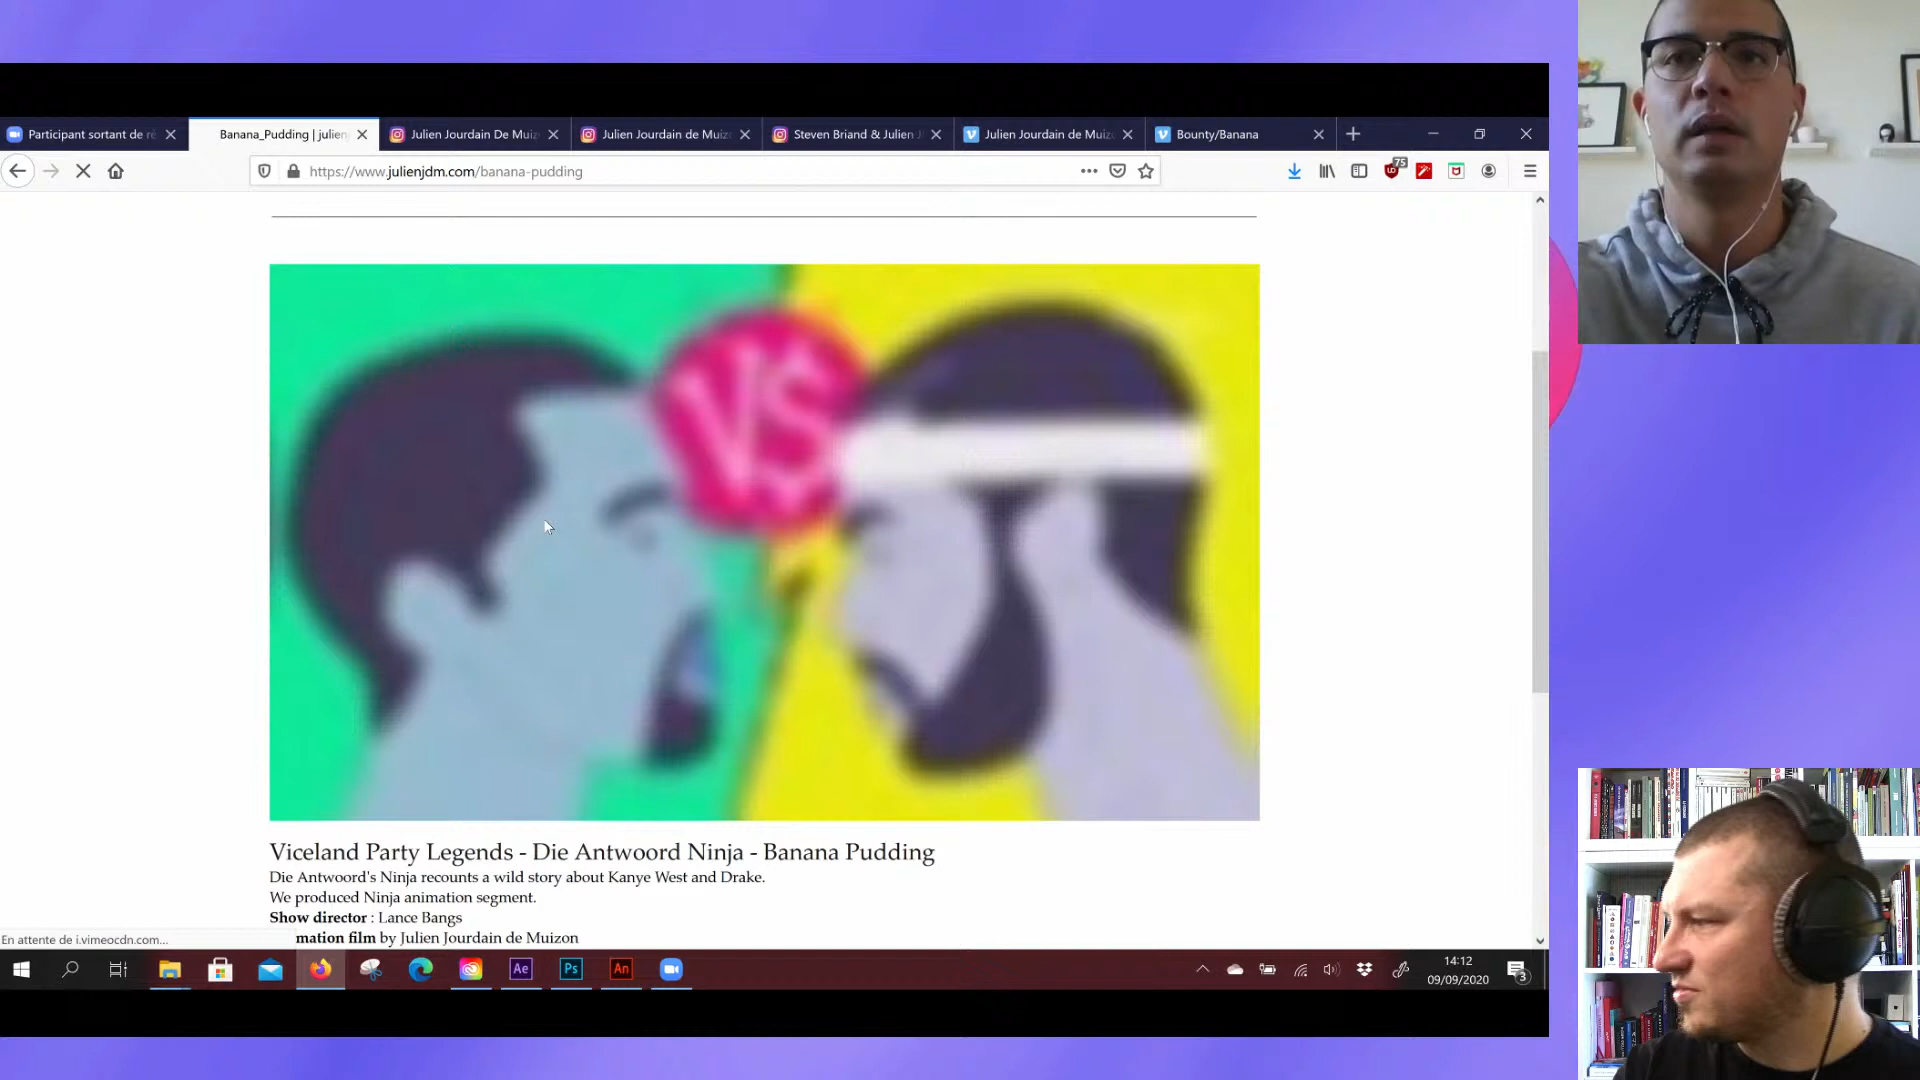 Participant sortant de ré
Banana_Pudding | julien
Julien Jourdain De Muiz
Julien Jourdain de Muiz
Steven Briand & Julien J
Julien Jourdain de Muiz
Bounty/Banana
https://www.julienjdm.com/banana-pudding
75
VS
Viceland Party Legends - Die Antwoord Ninja - Banana Pudding
Die Antwoord's Ninja recounts a wild story about Kanye West and Drake.
We produced Ninja animation segment.
Show director : Lance Bangs
mation film by Julien Jourdain de Muizon
En attente de i.vimeocdn.com...
Ae
Ps
An
14:12
09/09/2020
3